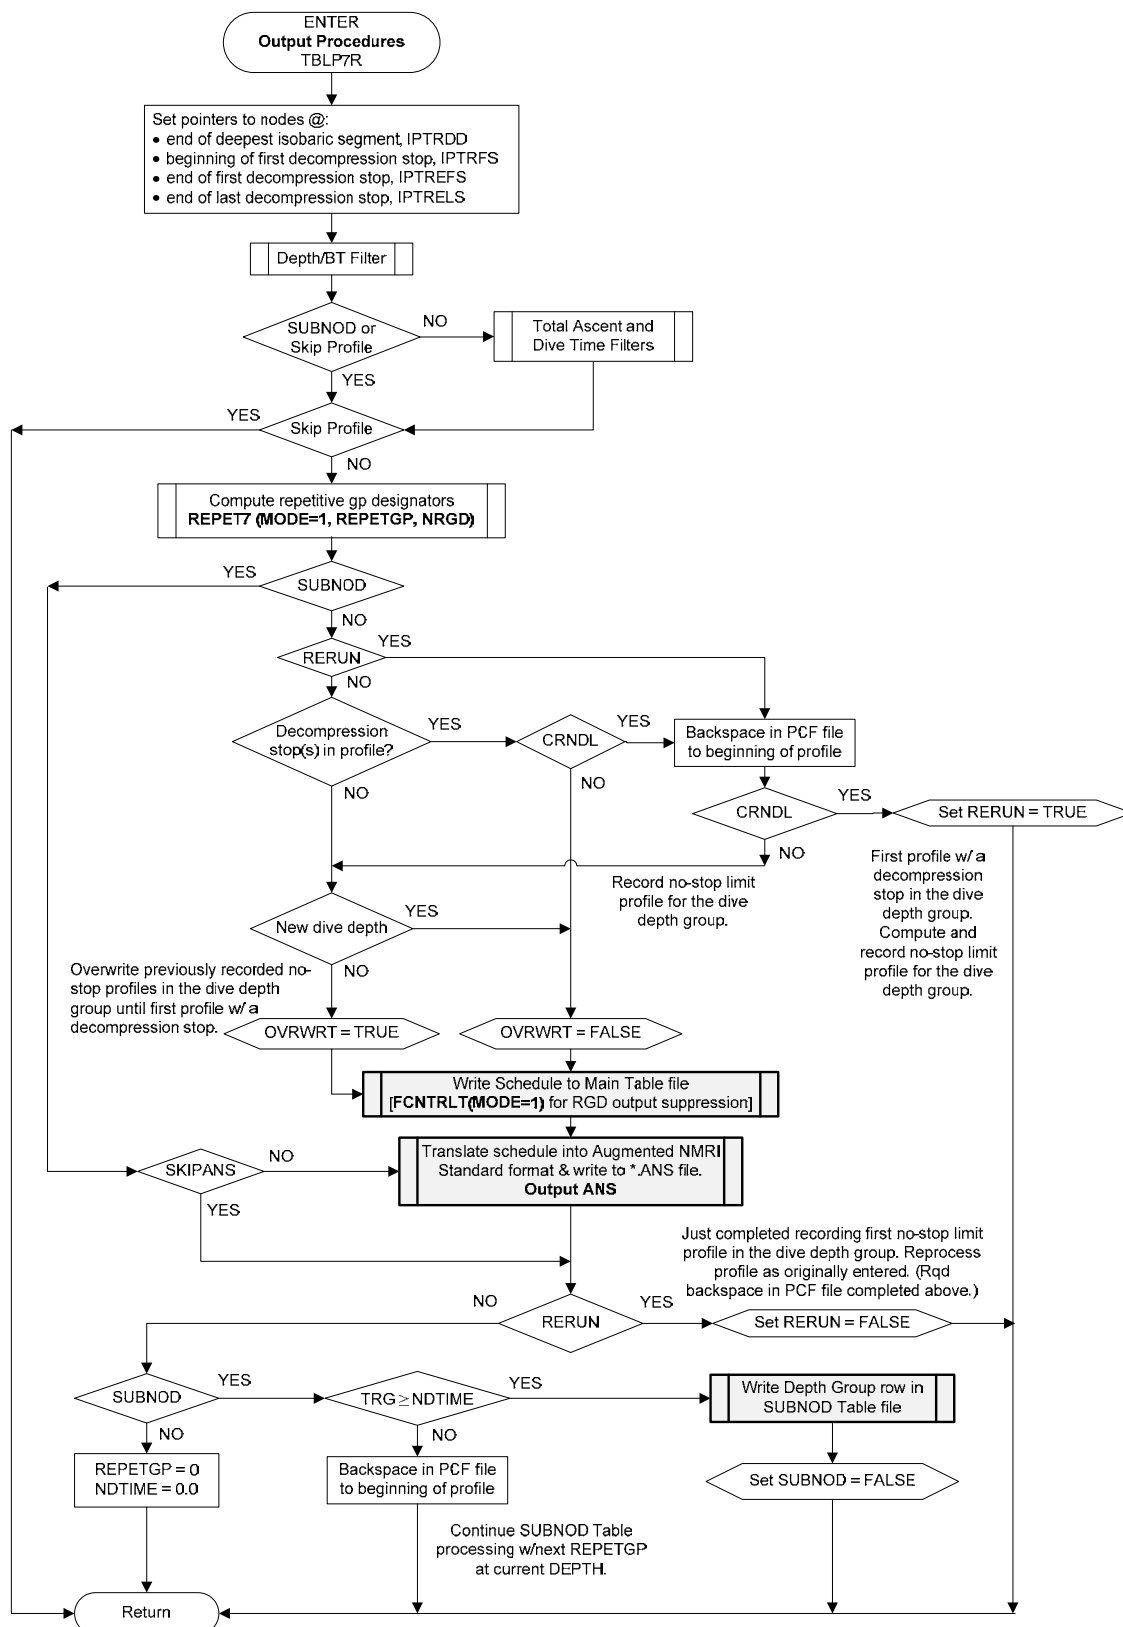 ENTER
Output Procedures
TBLP7R
Set pointers to nodes @:
• end of deepest isobaric segment, IPTRDD
• beginning of first decompression stop, IPTRFS
• end of first decompression stop, IPTREFS
• end of last decompression stop, IPTRELS
Depth/BT Filter
SUBNOD or
Skip Profile
NO
Total Ascent and
Dive Time Filters
YES
YES
Skip Profile
NO
Compute repetitive gp designators
REPET7 (MODE=1, REPETGP, NRGD)
YES
SUBNOD
NO
YES
RERUN
NO
Decompression
stop(s) in profile?
YES
CRNDL
YES
Backspace in PCF file
to beginning of profile
NO
NO
CRNDL
YES
Set RERUN = TRUE
NO
Record no-stop limit
profile for the dive
depth group.
First profile w/ a
decompression
stop in the dive
depth group.
Compute and
record no-stop limit
profile for the dive
depth group.
New dive depth
YES
NO
Overwrite previously recorded no-
stop profiles in the dive depth
group until first profile w/ a
decompression stop.
OVRWRT = TRUE
OVRWRT = FALSE
Write Schedule to Main Table file
[FCNTRLT(MODE=1) for RGD output suppression]
SKIPANS
NO
Translate schedule into Augmented NMRI
Standard format & write to *.ANS file.
Output ANS
YES
Just completed recording first no-stop limit
profile in the dive depth group. Reprocess
profile as originally entered. (Rqd
backspace in PCF file completed above.)
NO
RERUN
YES
Set RERUN = FALSE
SUBNOD
YES
TRG ≥ NDTIME
YES
Write Depth Group row in
SUBNOD Table file
NO
NO
REPETGP = 0
NDTIME = 0.0
Backspace in PCF file
to beginning of profile
Set SUBNOD = FALSE
Continue SUBNOD Table
processing w/next REPETGP
at current DEPTH.
Return